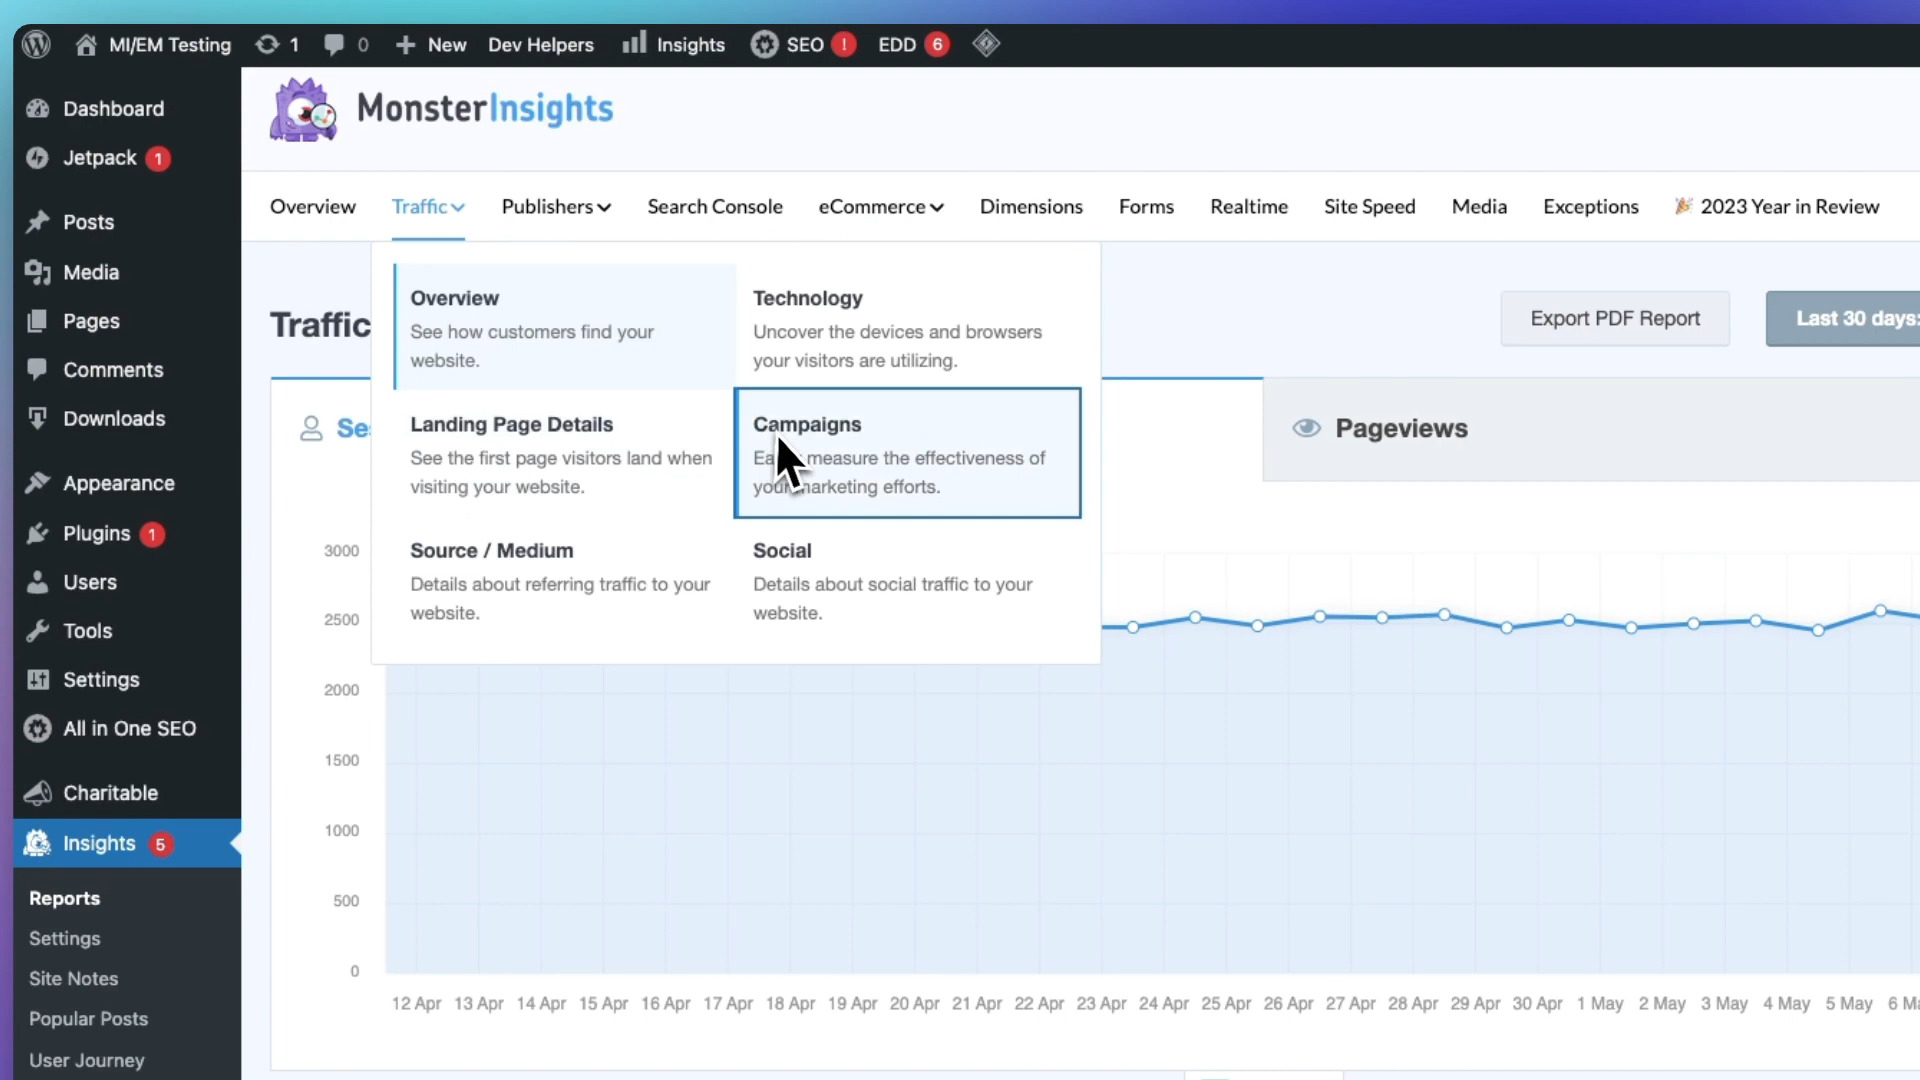 MI/EM Testing 1 0 New Dev Helpers Insights SEO ! EDD 6
Dashboard
Jetpack 1
Posts
Media
Pages
Comments
Downloads
Appearance
Plugins 1
Users
Tools
Settings
All in One SEO
Charitable
Insights 5
Reports
Settings
Site Notes
Popular Posts
User Journey
MonsterInsights
Overview Traffic Publishers Search Console eCommerce Dimensions Forms Realtime Site Speed Media Exceptions 2023 Year in Review
Traffic
Export PDF Report
Last 30 days:
Overview
See how customers find your
website.
Technology
Uncover the devices and browsers
your visitors are utilizing.
Landing Page Details
See the first page visitors land when
visiting your website.
Campaigns
measure the effectiveness of
marketing efforts.
Source / Medium
Details about referring traffic to your
website.
Social
Details about social traffic to your
website.
Pageviews
3000
2500
2000
1500
1000
500
0
12 Apr 13 Apr 14 Apr 15 Apr 16 Apr 17 Apr 18 Apr 19 Apr 20 Apr 21 Apr 22 Apr 23 Apr 24 Apr 25 Apr 26 Apr 27 Apr 28 Apr 29 Apr 30 Apr 1 May 2 May 3 May 4 May 5 May